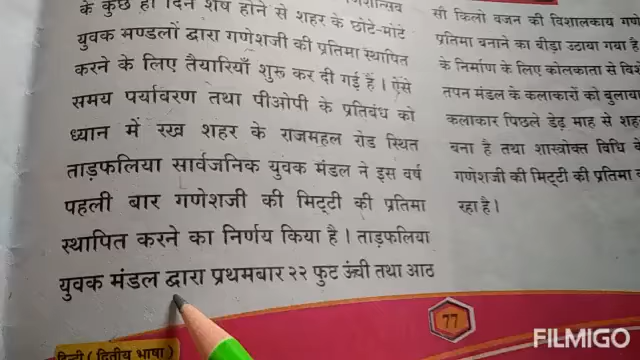 के कुछ ही दिन शेष होने से शहर के छोटे-मोटे
युवक मण्डलों द्वारा गणेशजी की प्रतिमा स्थापित
करने के लिए तैयारियाँ शुरू कर दी गई हैं । ऐसे
समय पर्यावरण तथा पीओपी के प्रतिबंध को
ध्यान में रख शहर के राजमहल रोड स्थित
ताड़फलिया सार्वजनिक युवक मंडल ने इस वर्ष
पहली बार गणेशजी की मिट्टी की प्रतिमा
स्थापित करने का निर्णय किया है । ताड़फलिया
युवक मंडल द्वारा प्रथमबार २२ फुट ऊंची तथा आठ
सौ किलो वजन की विशालकाय
प्रतिमा बनाने का बीड़ा उठाया गया है
के निर्माण के लिए कोलकाता से
तपन मंडल के कलाकारों को
कलाकार पिछले डेढ़ माह से
बना है तथा शास्त्रोक्त विधि
गणेशजी की मिट्टी की प्रतिमा
रहा है ।
77
हिन्दी ( द्वितीय भाषा )
FILMIGO